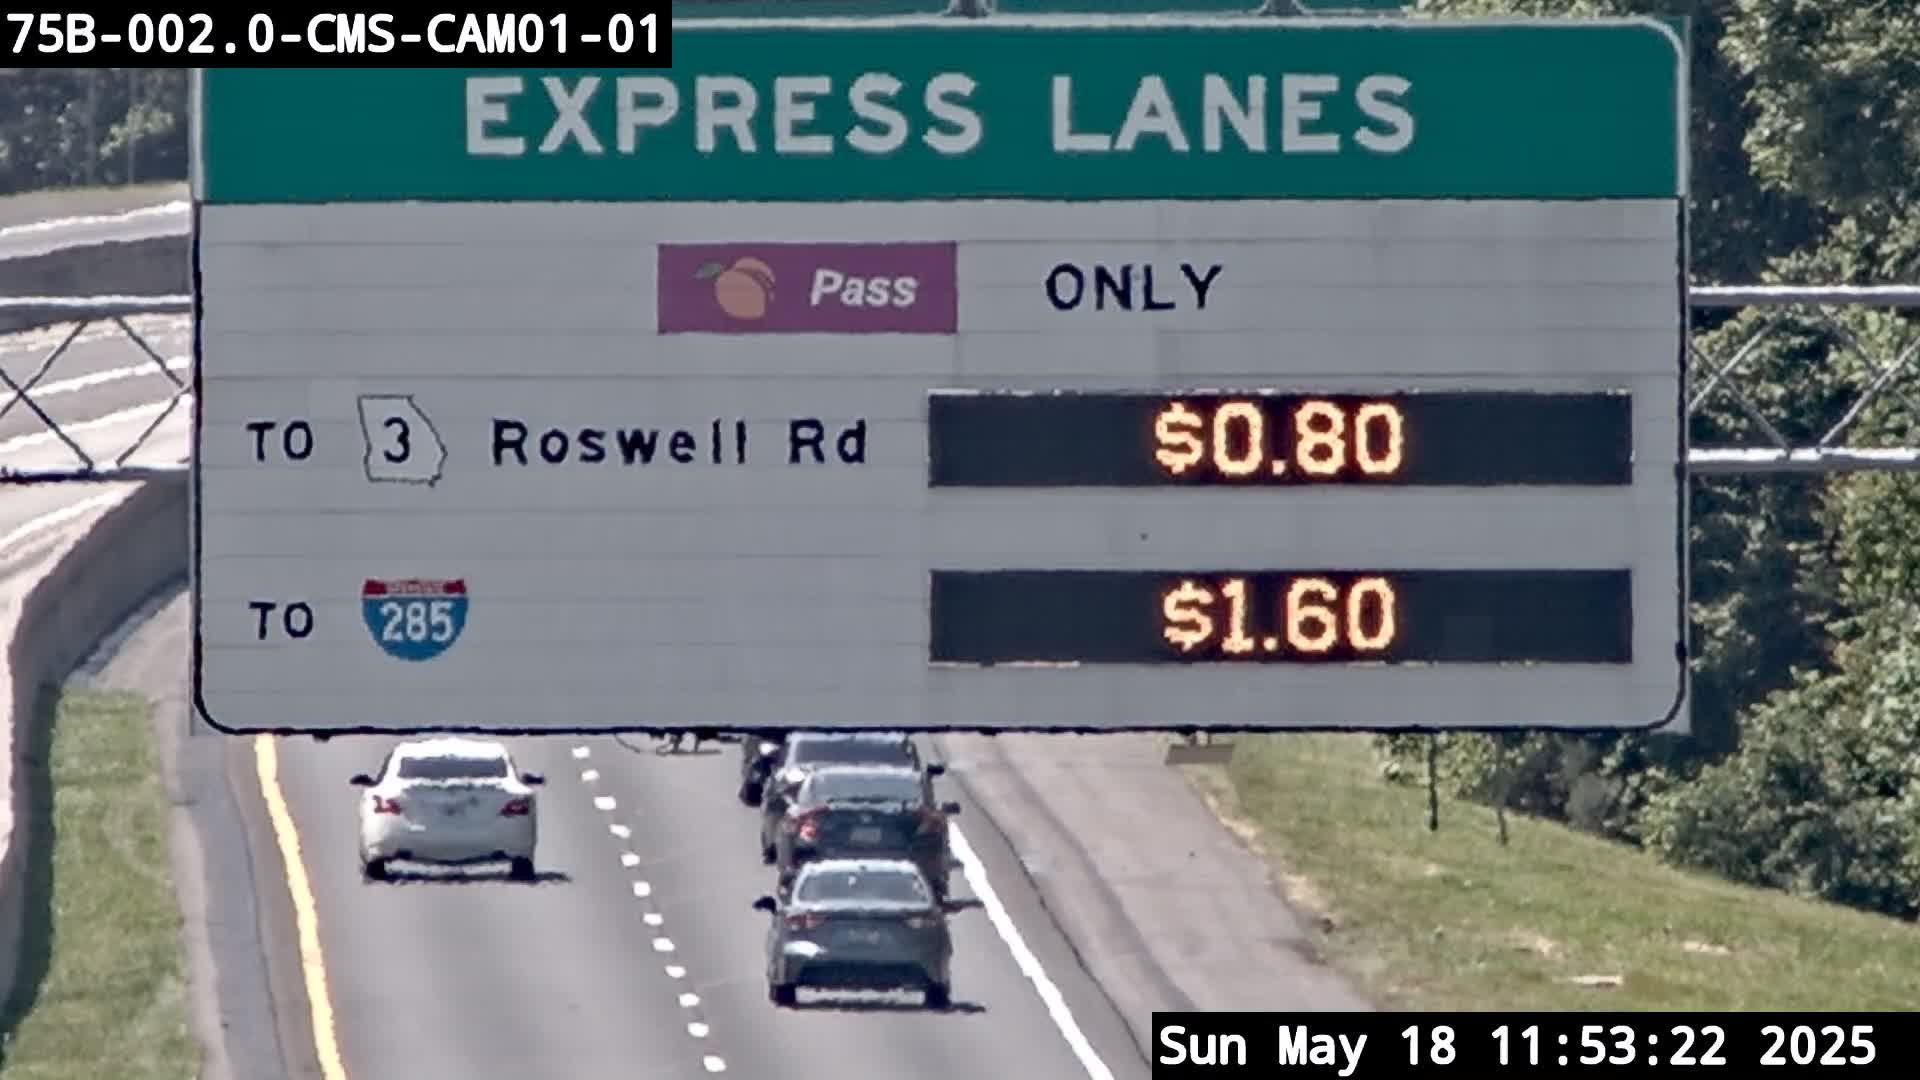 75B-002.0-CMS-CAM01-01
EXPRESS LANES
Pass ONLY
TO 3 Roswell Rd $0.80
TO 285 $1.60
Sun May 18 11:53:22 2025